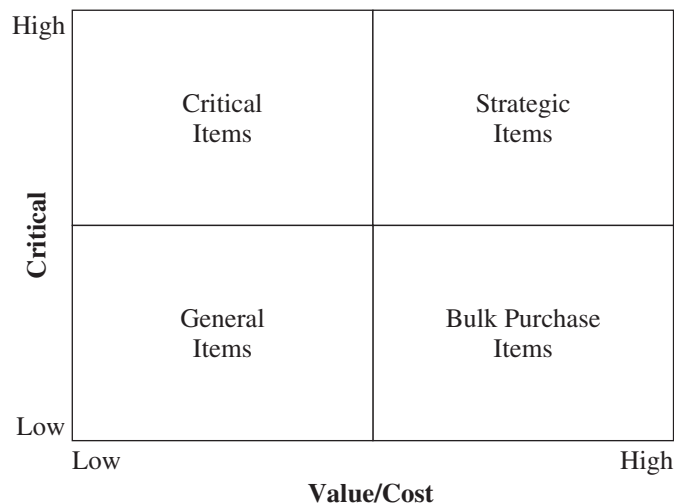 High
Critical
Items
Strategic
Items
Critical
General
Items
Bulk Purchase
Items
Low
Low
High
Value/Cost